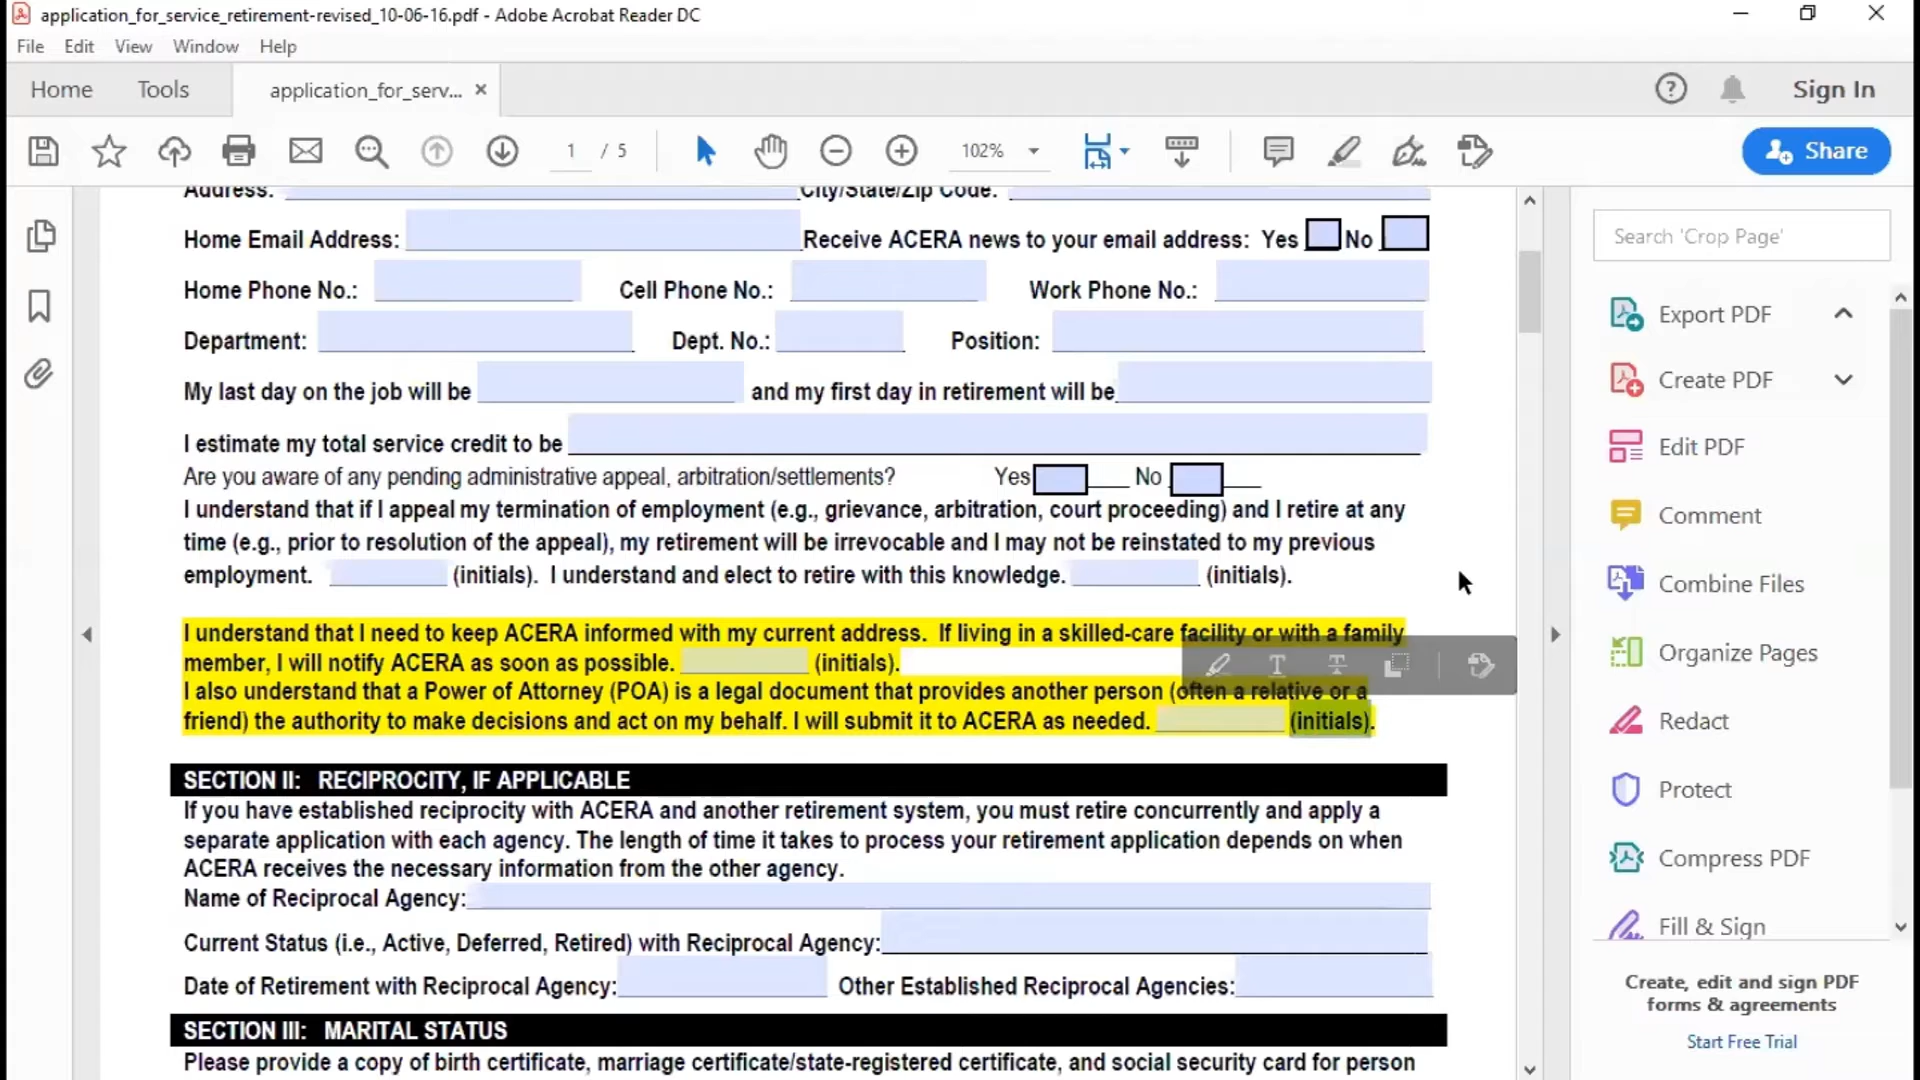 application_for_service_retirement-revised_10-06-16.pdf - Adobe Acrobat Reader DC
File Edit View Window Help
Home Tools application_for_serv... × Sign In
1 / 5 102% Share
Address: City/State/Zip Code:
Home Email Address: Receive ACERA news to your email address: Yes No
Home Phone No.: Cell Phone No.: Work Phone No.:
Department: Dept. No.: Position:
My last day on the job will be and my first day in retirement will be
I estimate my total service credit to be
Are you aware of any pending administrative appeal, arbitration/settlements? Yes No
I understand that if I appeal my termination of employment (e.g., grievance, arbitration, court proceeding) and I retire at any
time (e.g., prior to resolution of the appeal), my retirement will be irrevocable and I may not be reinstated to my previous
employment. (initials). I understand and elect to retire with this knowledge. (initials).
I understand that I need to keep ACERA informed with my current address. If living in a skilled-care facility or with a family
member, I will notify ACERA as soon as possible. (initials).
I also understand that a Power of Attorney (POA) is a legal document that provides another person (often a relative or a
friend) the authority to make decisions and act on my behalf. I will submit it to ACERA as needed. (initials).
SECTION II: RECIPROCITY, IF APPLICABLE
If you have established reciprocity with ACERA and another retirement system, you must retire concurrently and apply a
separate application with each agency. The length of time it takes to process your retirement application depends on when
ACERA receives the necessary information from the other agency.
Name of Reciprocal Agency:
Current Status (i.e., Active, Deferred, Retired) with Reciprocal Agency:
Date of Retirement with Reciprocal Agency: Other Established Reciprocal Agencies:
SECTION III: MARITAL STATUS
Please provide a copy of birth certificate, marriage certificate/state-registered certificate, and social security card for person
Search 'Crop Page'
Export PDF
Create PDF
Edit PDF
Comment
Combine Files
Organize Pages
Redact
Protect
Compress PDF
Fill & Sign
Create, edit and sign PDF
forms & agreements
Start Free Trial